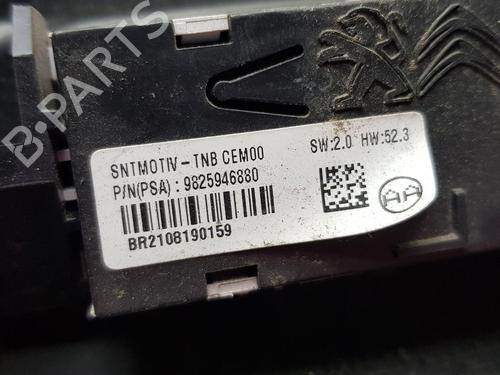 B-PARTS
SNTMOTIV - TNB CEM00
SW:2.0 HW:52.3
P/N(PSA) : 9825946880
BR2108190159
AA